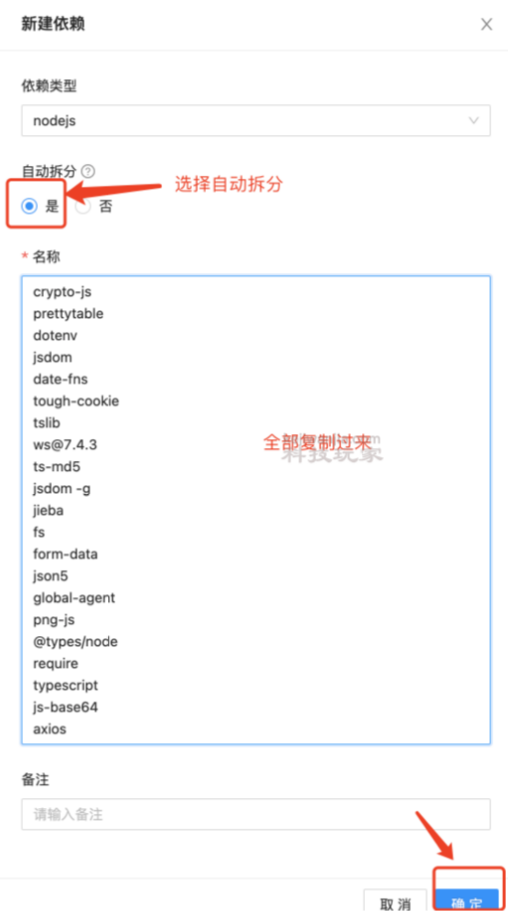 新建依赖
依赖类型
nodejs
自动拆分
选择自动拆分
是
否
* 名称
crypto-js
prettytable
dotenv
jsdom
date-fns
tough-cookie
tslib
ws@7.4.3
全部复制过来
科技玩家
ts-md5
jsdom -g
jieba
fs
form-data
json5
global-agent
png-js
@types/node
require
typescript
js-base64
axios
备注
请输入备注
取 消
确 定